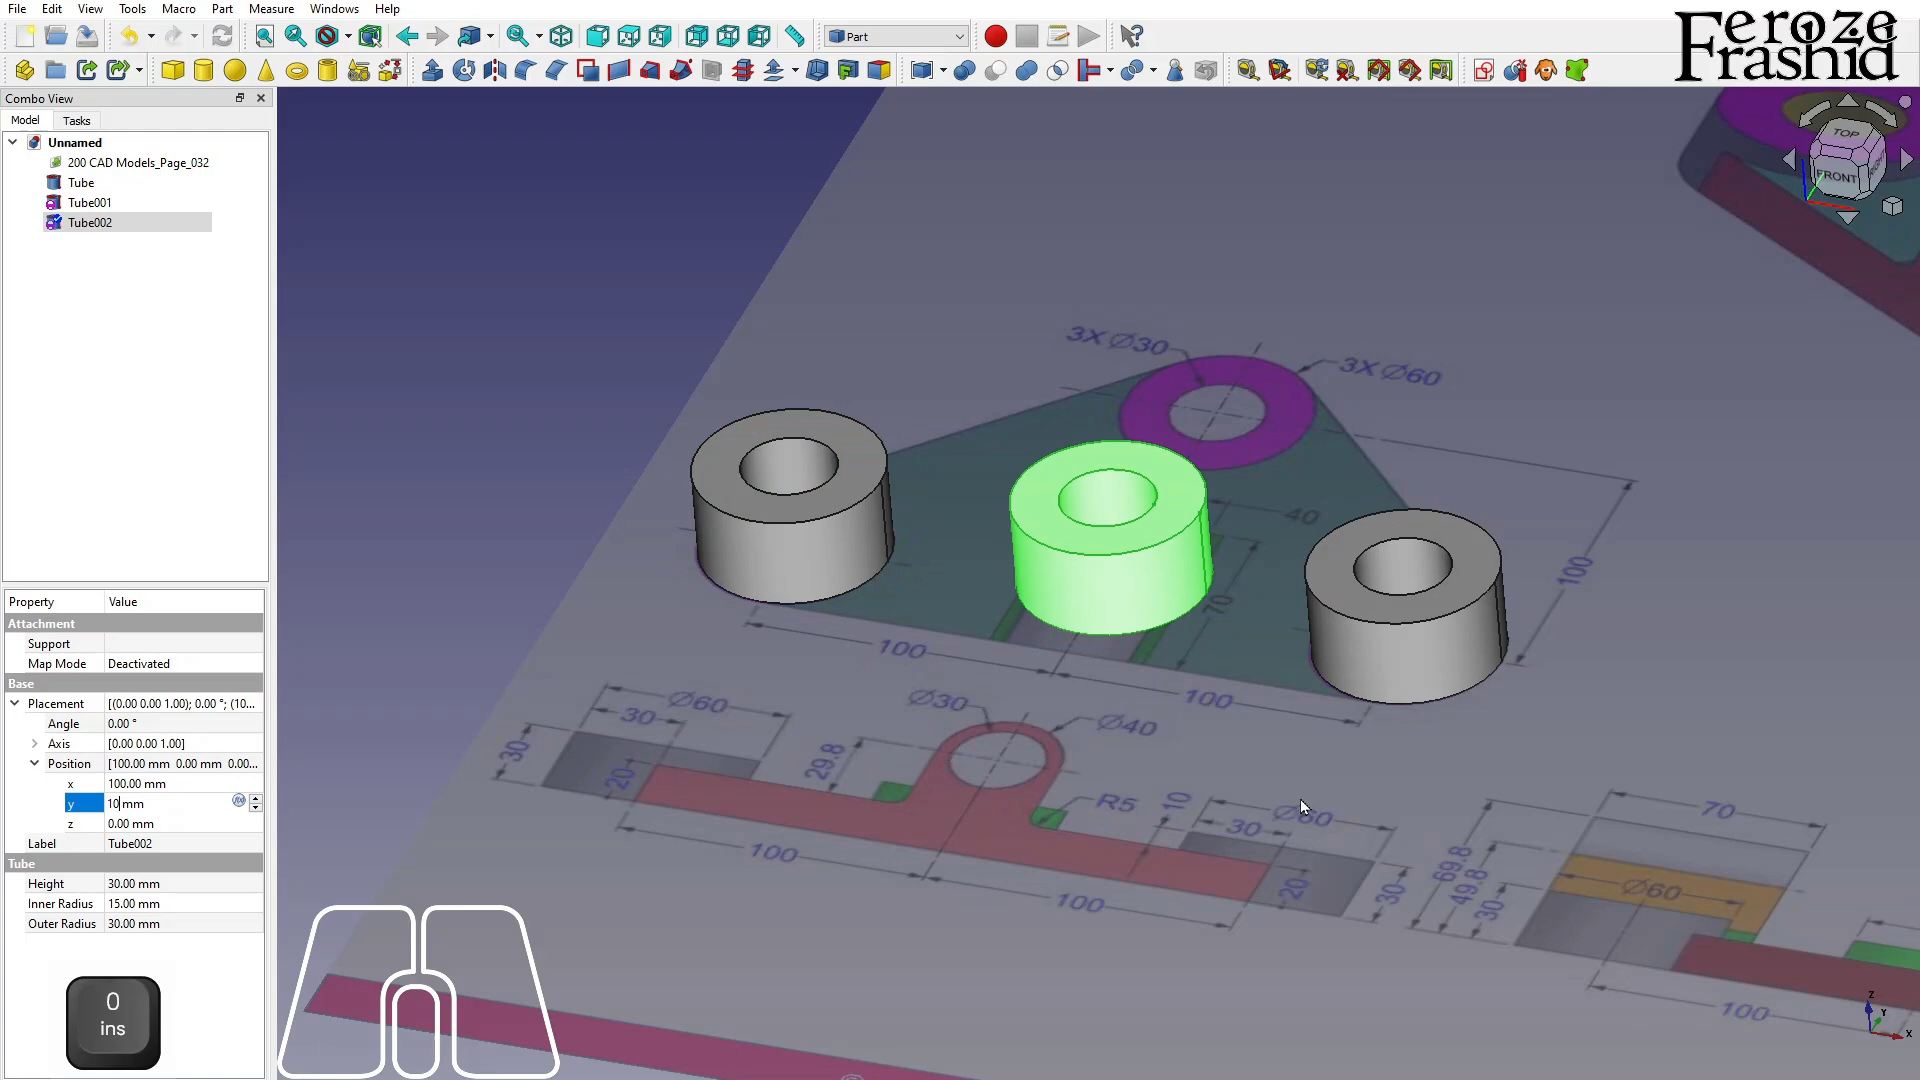 File Edit View Tools Macro Part Measure Windows Help
Part
Feroze
Frashid
Combo View
Model Tasks
Unnamed
200 CAD Models_Page_032
Tube
Tube001
Tube002
Property Value
Attachment
Support
Map Mode Deactivated
Base
Placement [(0.00 0.00 1.00); 0.00 °; (10...
Angle 0.00 °
Axis [0.00 0.00 1.00]
Position [100.00 mm 0.00 mm 0.00...
x 100.00 mm
y 10 mm
z 0.00 mm
Label Tube002
Tube
Height 30.00 mm
Inner Radius 15.00 mm
Outer Radius 30.00 mm
0
ins
TOP
FRONT
RIGHT
3X Ø30
3X Ø60
40
100
70
100
100
Ø60
30
30
20
29.8
Ø30
Ø40
R5
10
Ø60
30
20
30
100
100
70
69.8
49.8
30
Ø60
100
Z
Y
X